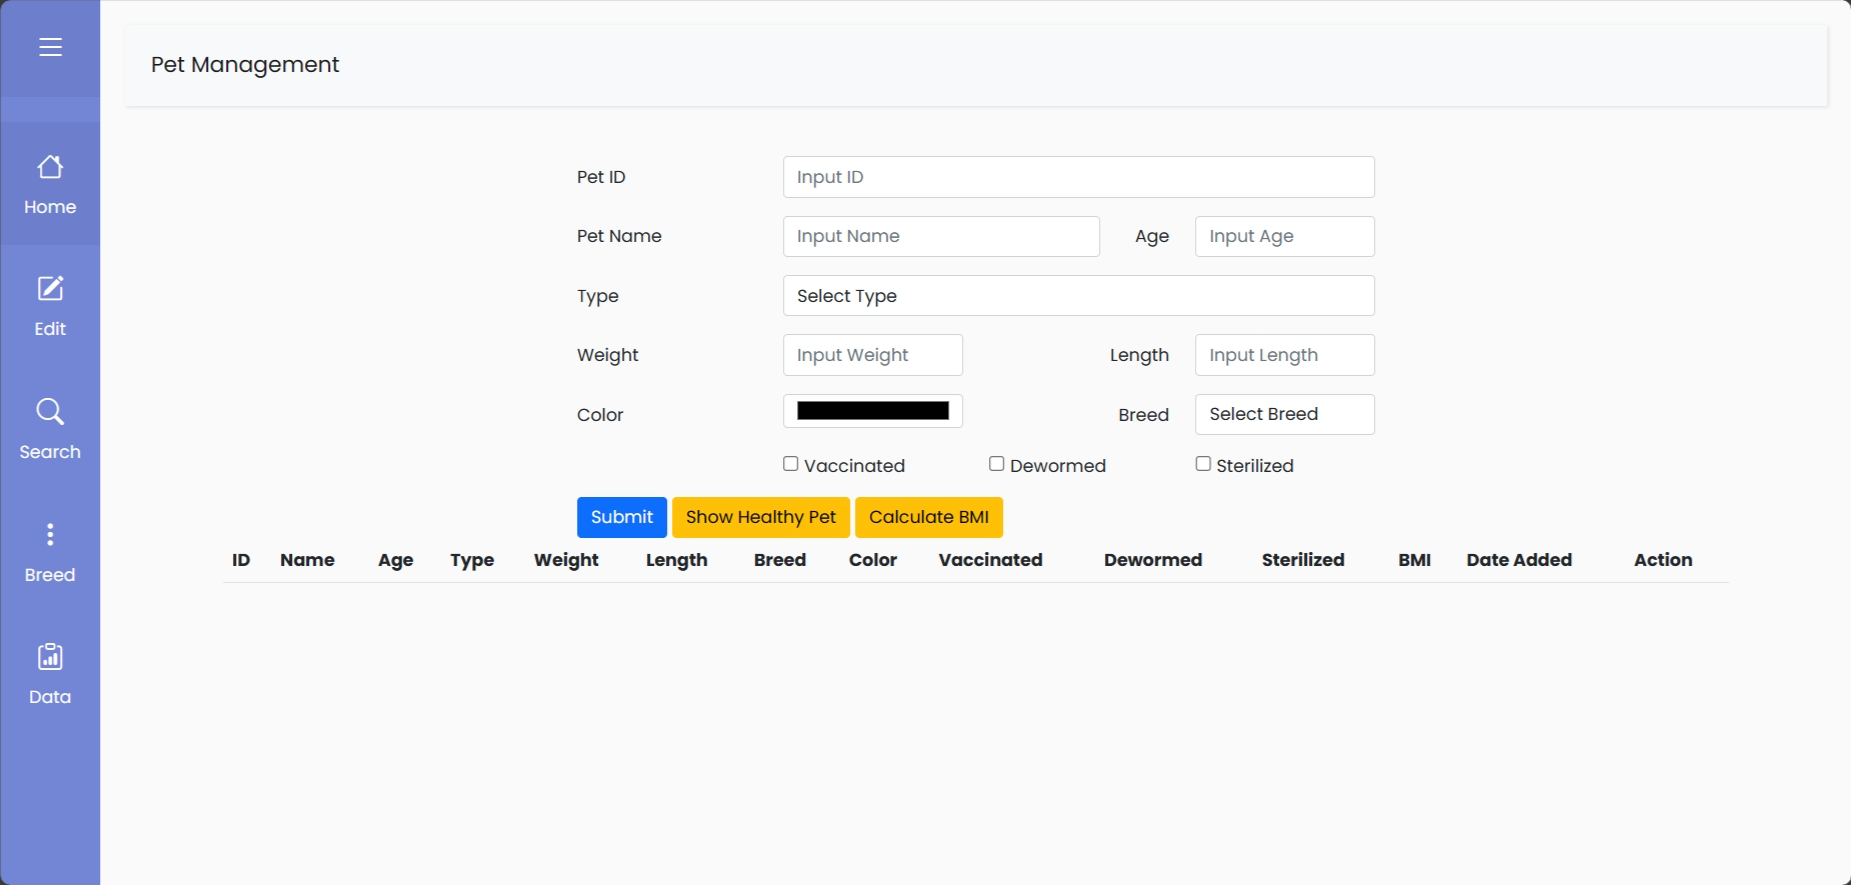 Pet Management
Home
Edit
Search
Breed
Data
Pet ID Input ID
Pet Name Input Name Age Input Age
Type Select Type
Weight Input Weight Length Input Length
Color Breed Select Breed
Vaccinated Dewormed Sterilized
Submit Show Healthy Pet Calculate BMI
ID Name Age Type Weight Length Breed Color Vaccinated Dewormed Sterilized BMI Date Added Action